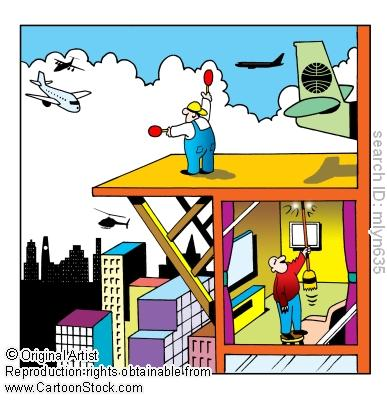 search ID: mlyn635
© Original Artist
Reproduction rights obtainable from
www.CartoonStock.com